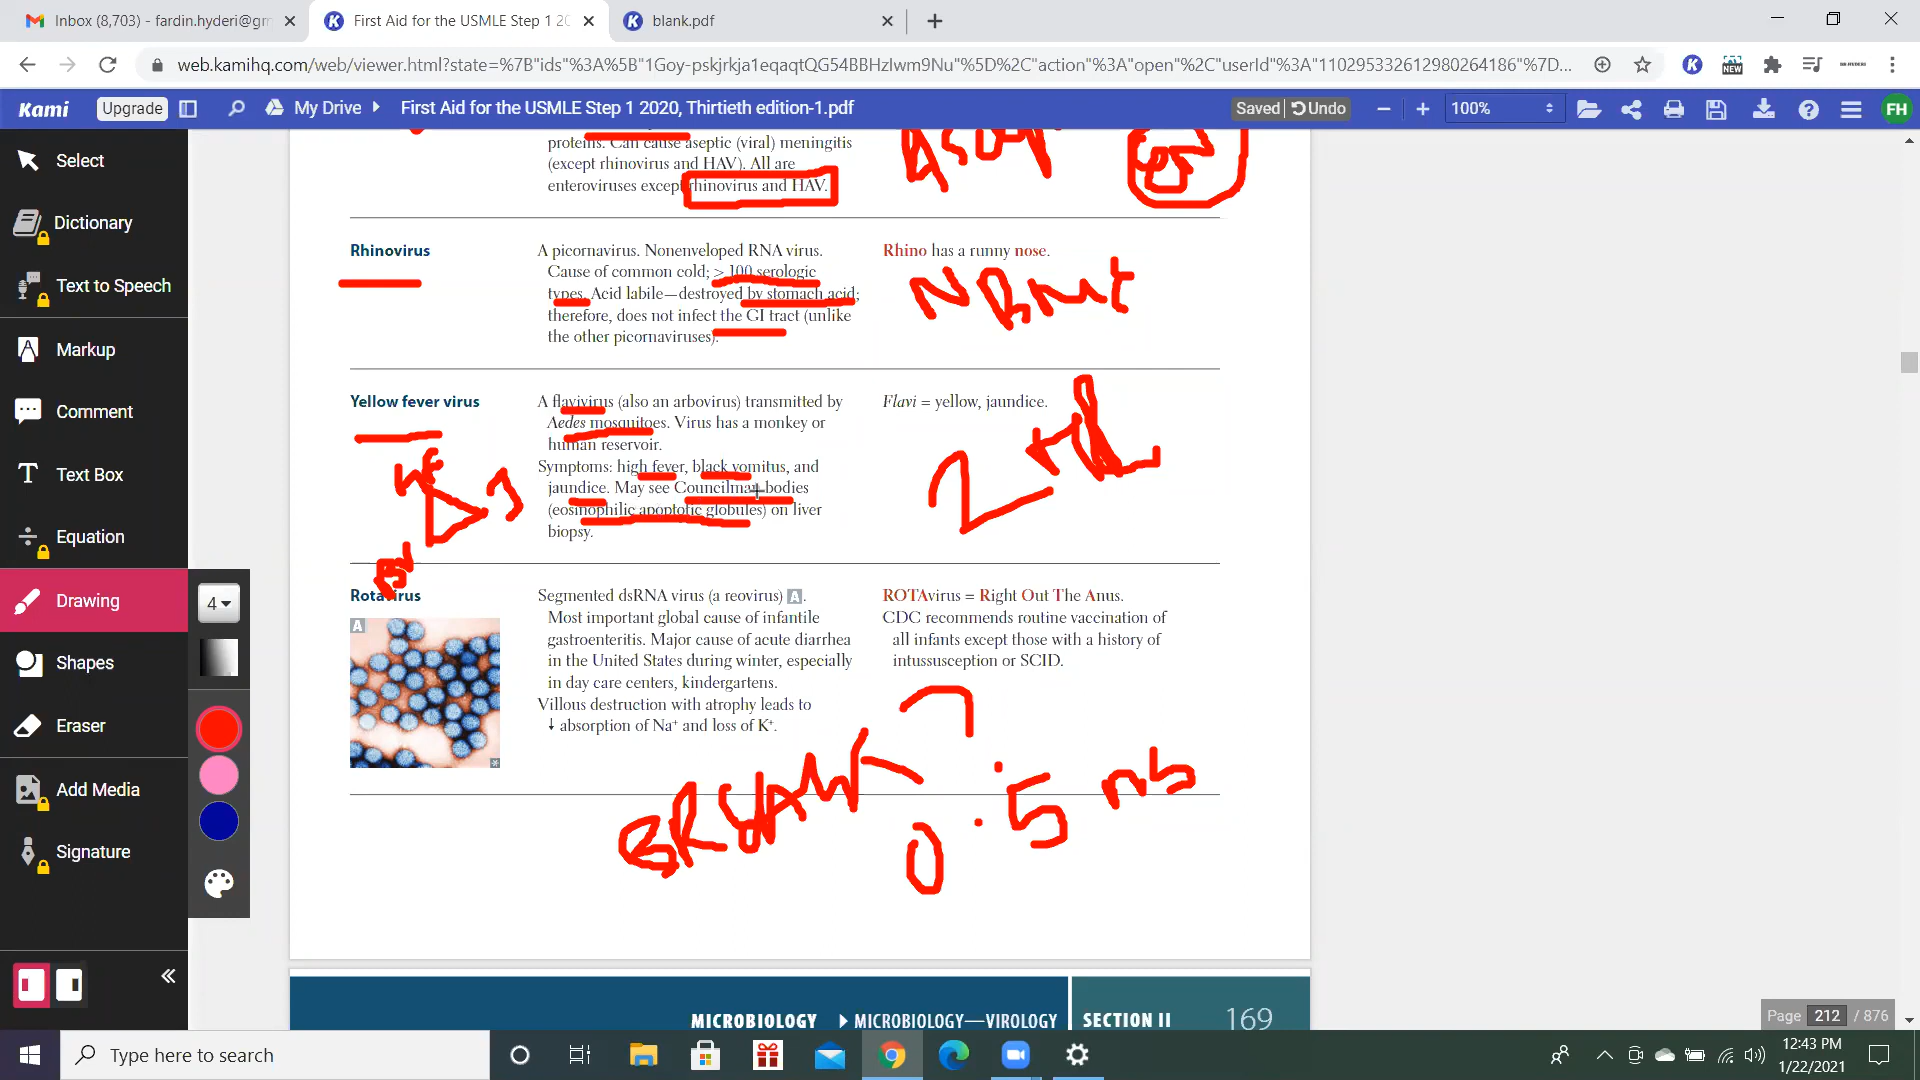 Inbox (8,703) - fardin.hyderi@gm
First Aid for the USMLE Step 1 20
blank.pdf
web.kamihq.com/web/viewer.html?state=%7B"ids"%3A%5B"1Goy-pskjrkja1eqaqtQG54BBHzIwm9Nu"%5D%2C"action"%3A"open"%2C"userId"%3A"110295332612980264186"%7D...
NEW
Kami
Upgrade
My Drive
First Aid for the USMLE Step 1 2020, Thirtieth edition-1.pdf
Saved
Undo
100%
FH
Select
Dictionary
Text to Speech
Markup
Comment
Text Box
Equation
Drawing
Shapes
Eraser
Add Media
Signature
4
proteins. Can cause aseptic (viral) meningitis
(except rhinovirus and HAV). All are
enteroviruses except rhinovirus and HAV.
Rhinovirus
A picornavirus. Nonenveloped RNA virus.
Cause of common cold; > 100 serologic
types. Acid labile—destroyed by stomach acid;
therefore, does not infect the GI tract (unlike
the other picornaviruses).
Rhino has a runny nose.
Yellow fever virus
A flavivirus (also an arbovirus) transmitted by
Aedes mosquitoes. Virus has a monkey or
human reservoir.
Symptoms: high fever, black vomitus, and
jaundice. May see Councilman bodies
(eosinophilic apoptotic globules) on liver
biopsy.
Flavi = yellow, jaundice.
Rotavirus
A
Segmented dsRNA virus (a reovirus) A.
Most important global cause of infantile
gastroenteritis. Major cause of acute diarrhea
in the United States during winter, especially
in day care centers, kindergartens.
Villous destruction with atrophy leads to
↓ absorption of Na⁺ and loss of K⁺.
ROTAvirus = Right Out The Anus.
CDC recommends routine vaccination of
all infants except those with a history of
intussusception or SCID.
MICROBIOLOGY
MICROBIOLOGY—VIROLOGY
SECTION II
169
Page 212 / 876
Type here to search
12:43 PM
1/22/2021